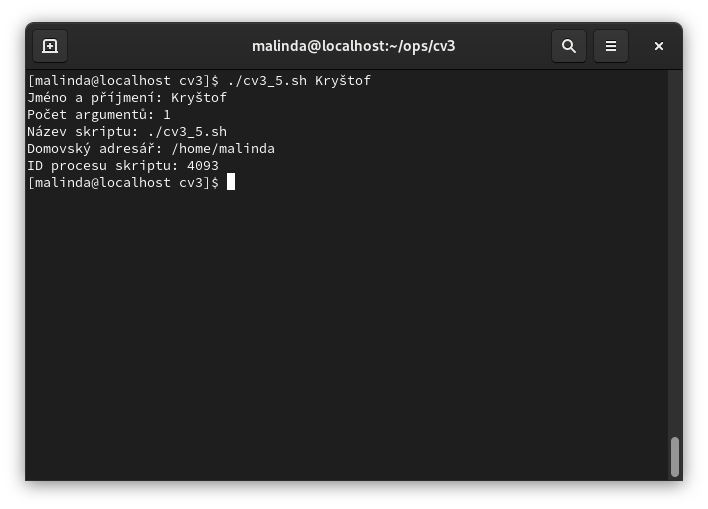 malinda@localhost:~/ops/cv3
[malinda@localhost cv3]$ ./cv3_5.sh Kryštof
Jméno a příjmení: Kryštof
Počet argumentů: 1
Název skriptu: ./cv3_5.sh
Domovský adresář: /home/malinda
ID procesu skriptu: 4093
[malinda@localhost cv3]$